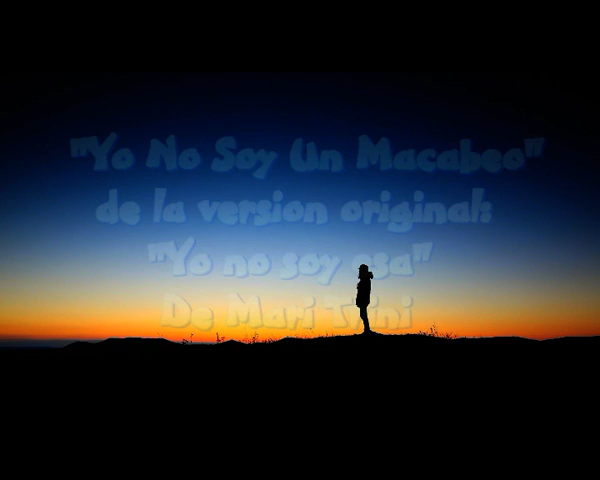 "Yo No Soy Un Macabeo"
de la version original:
"Yo no soy esa"
De Mari Trini